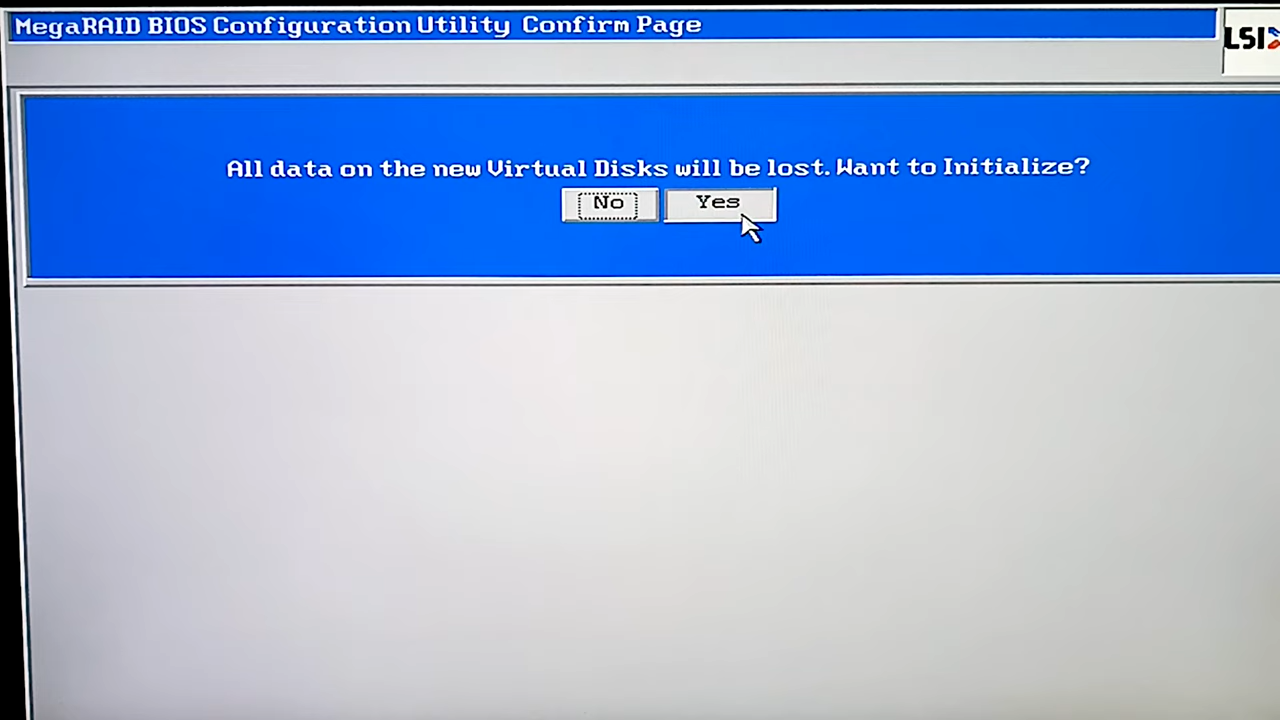 MegaRAID BIOS Configuration Utility Confirm Page
LSI
All data on the new Virtual Disks will be lost. Want to Initialize?
No Yes